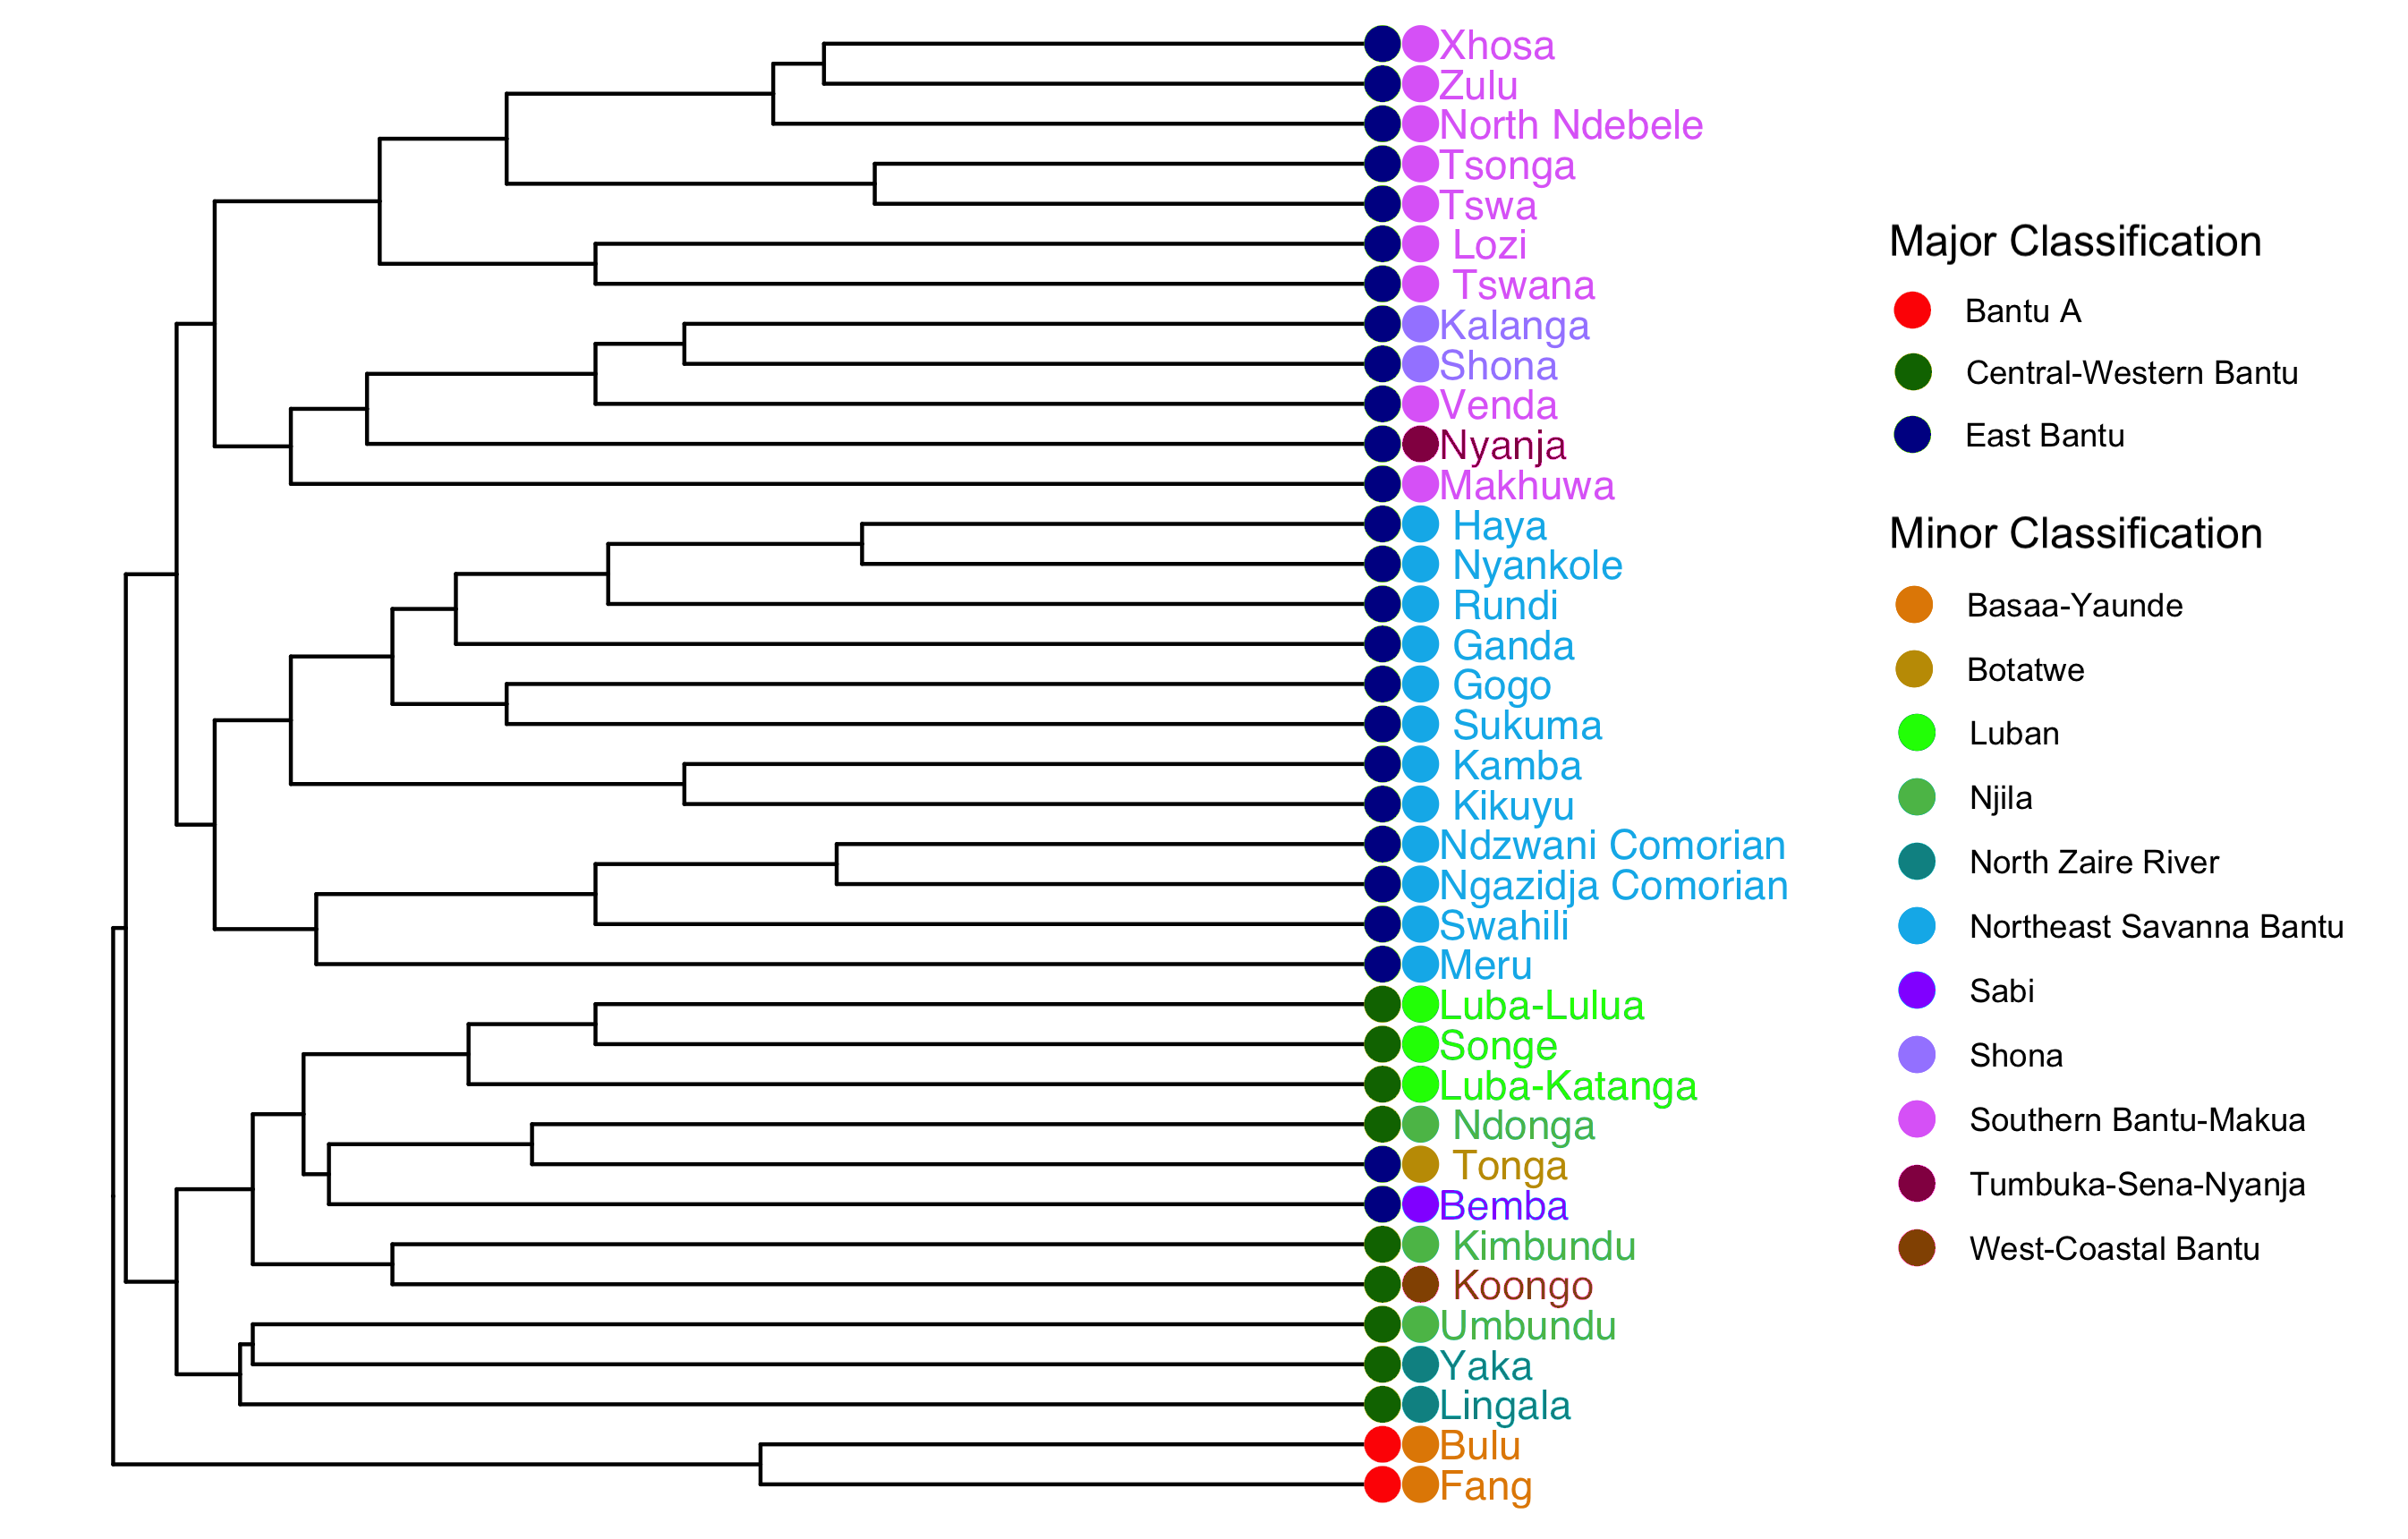 Xhosa
Zulu
North Ndebele
Tsonga
Tswa
Lozi
Tswana
Kalanga
Shona
Venda
Nyanja
Makhuwa
Haya
Nyankole
Rundi
Ganda
Gogo
Sukuma
Kamba
Kikuyu
Ndzwani Comorian
Ngazidja Comorian
Swahili
Meru
Luba-Lulua
Songe
Luba-Katanga
Ndonga
Tonga
Bemba
Kimbundu
Koongo
Umbundu
Yaka
Lingala
Bulu
Fang
Major Classification
Bantu A
Central-Western Bantu
East Bantu
Minor Classification
Basaa-Yaunde
Botatwe
Luban
Njila
North Zaire River
Northeast Savanna Bantu
Sabi
Shona
Southern Bantu-Makua
Tumbuka-Sena-Nyanja
West-Coastal Bantu